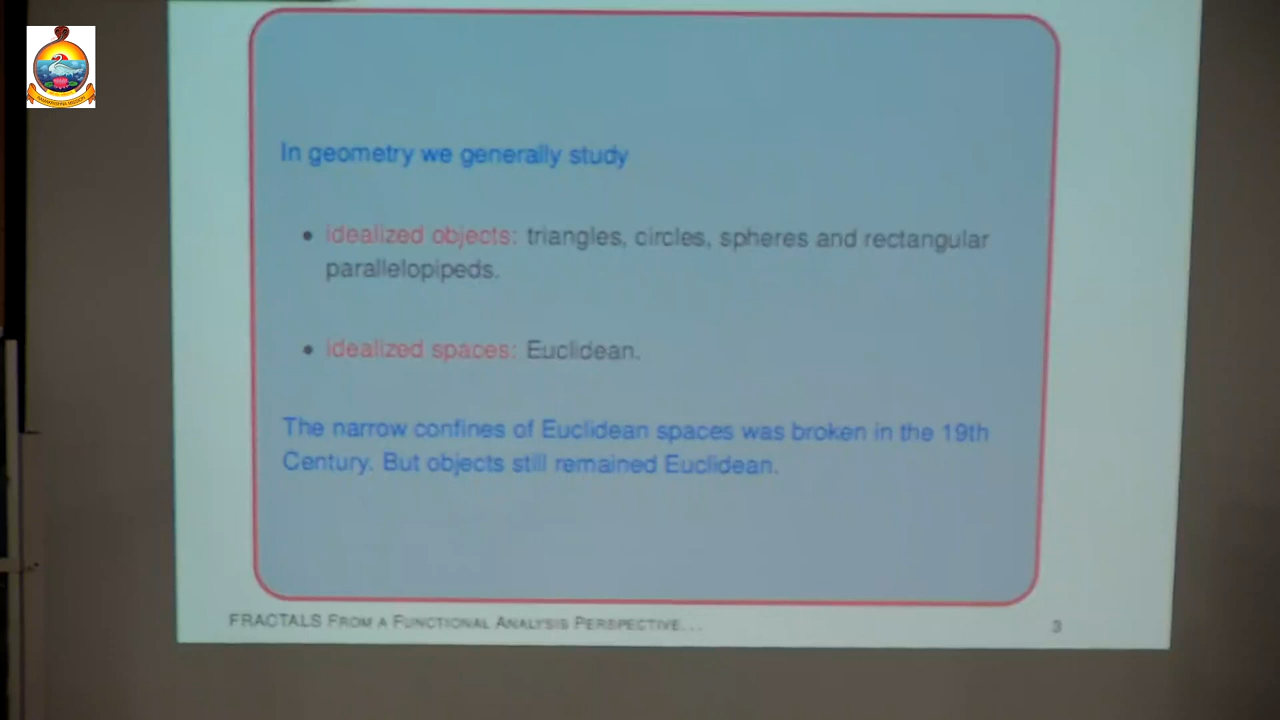 In geometry we generally study
• idealized objects: triangles, circles, spheres and rectangular
parallelopipeds.
• idealized spaces: Euclidean.
The narrow confines of Euclidean spaces was broken in the 19th
Century. But objects still remained Euclidean.
FRACTALS FROM A FUNCTIONAL ANALYSIS PERSPECTIVE... 3